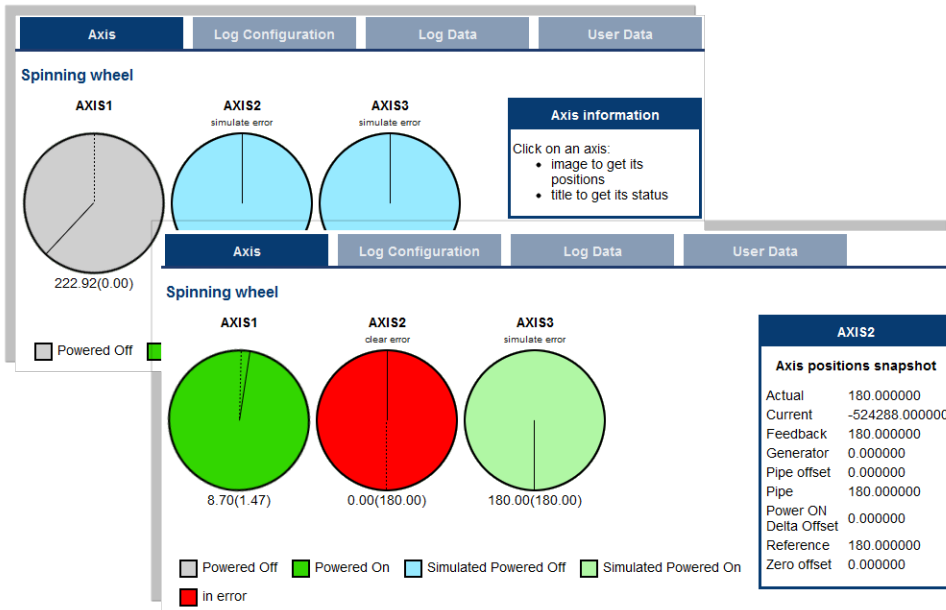 Axis
Log Configuration
Log Data
User Data
Spinning wheel
AXIS1
AXIS2
AXIS3
simulate error
simulate error
Axis information
Click on an axis:
• image to get its
positions
• title to get its status
222.92(0.00)
Powered Off
Axis
Log Configuration
Log Data
User Data
Spinning wheel
AXIS1
AXIS2
AXIS3
clear error
simulate error
8.70(1.47)
0.00(180.00)
180.00(180.00)
Powered Off
Powered On
Simulated Powered Off
Simulated Powered On
in error
AXIS2
Axis positions snapshot
Actual 180.000000
Current -524288.000000
Feedback 180.000000
Generator 0.000000
Pipe offset 0.000000
Pipe 180.000000
Power ON
Delta Offset 0.000000
Reference 180.000000
Zero offset 0.000000